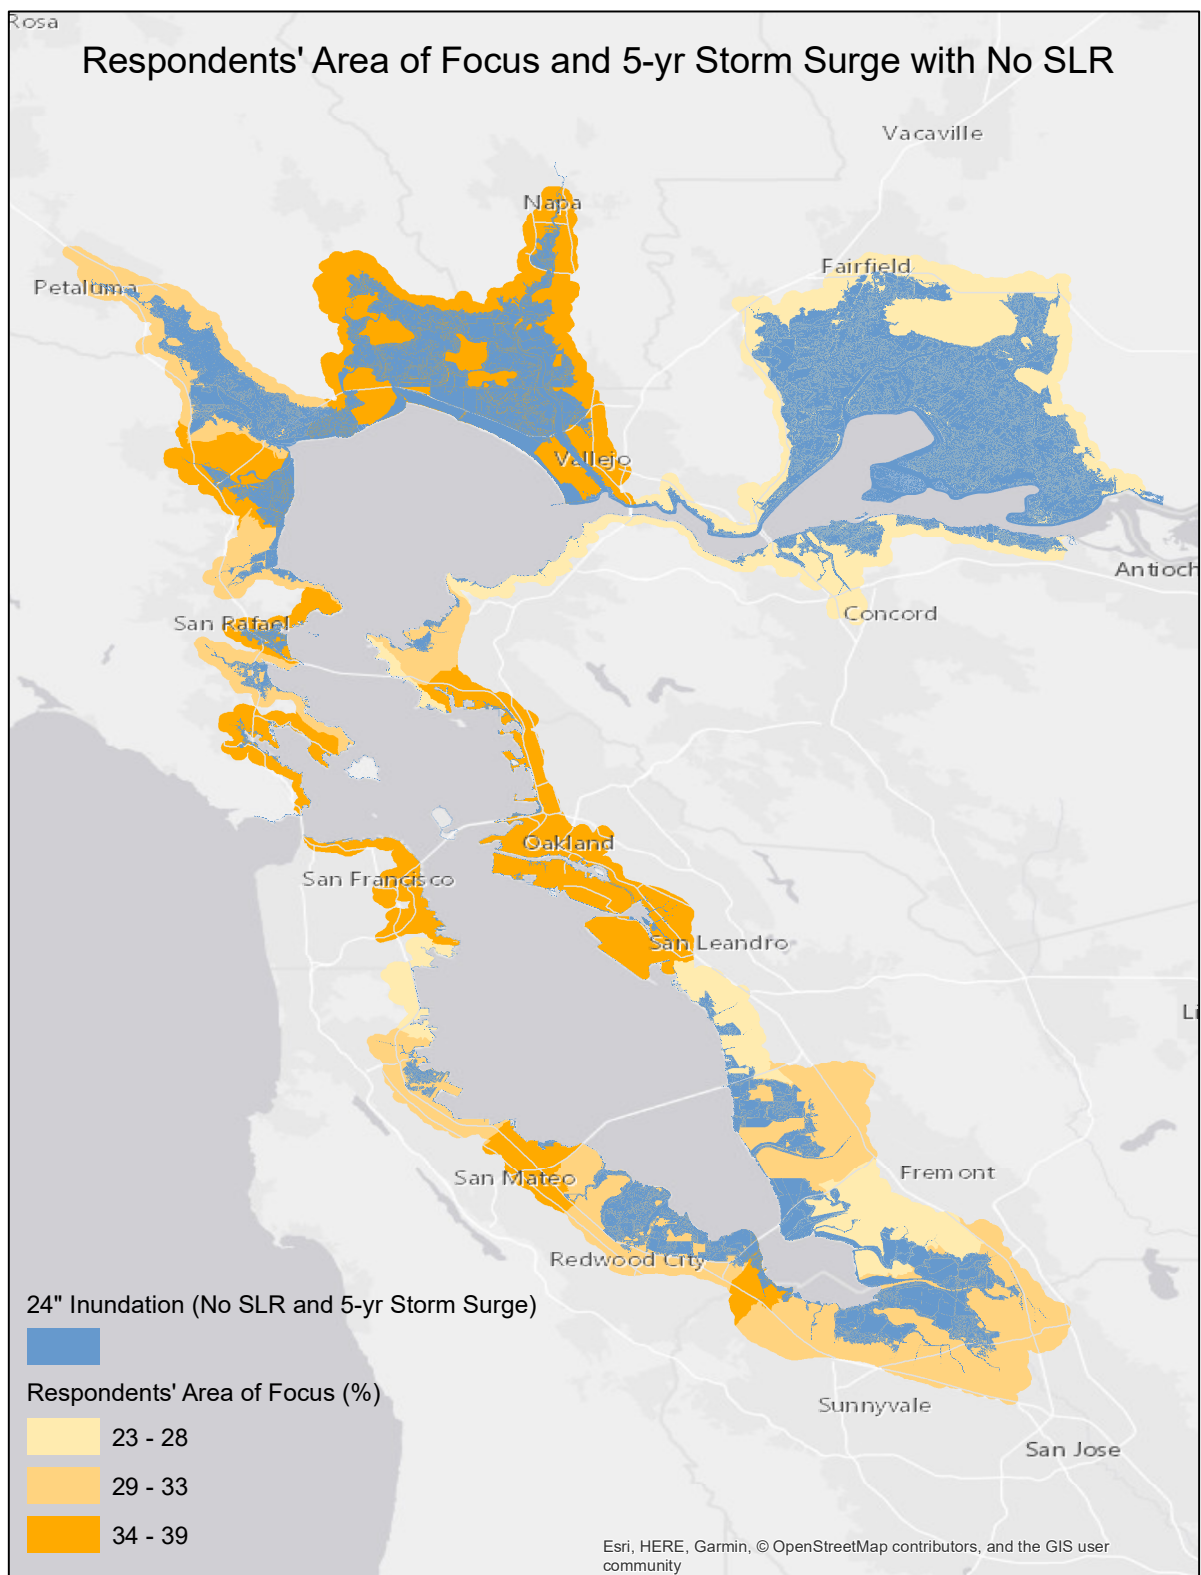 Rosa
Respondents' Area of Focus and 5-yr Storm Surge with No SLR
Vacaville
Napa
Fairfield
Petaluma
Vallejo
Antioch
Concord
San Rafael
Oakland
San Francisco
San Leandro
Li
Fremont
San Mateo
Redwood City
24" Inundation (No SLR and 5-yr Storm Surge)
Respondents' Area of Focus (%)
23 - 28
29 - 33
34 - 39
Sunnyvale
San Jose
Esri, HERE, Garmin, © OpenStreetMap contributors, and the GIS user
community